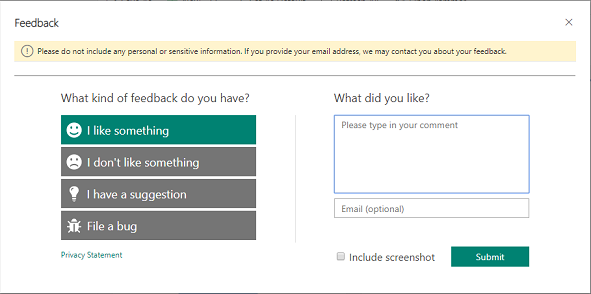 Feedback
Please do not include any personal or sensitive information. If you provide your email address, we may contact you about your feedback.
What kind of feedback do you have?
I like something
I don't like something
I have a suggestion
File a bug
Privacy Statement
What did you like?
Please type in your comment
Email (optional)
Include screenshot
Submit